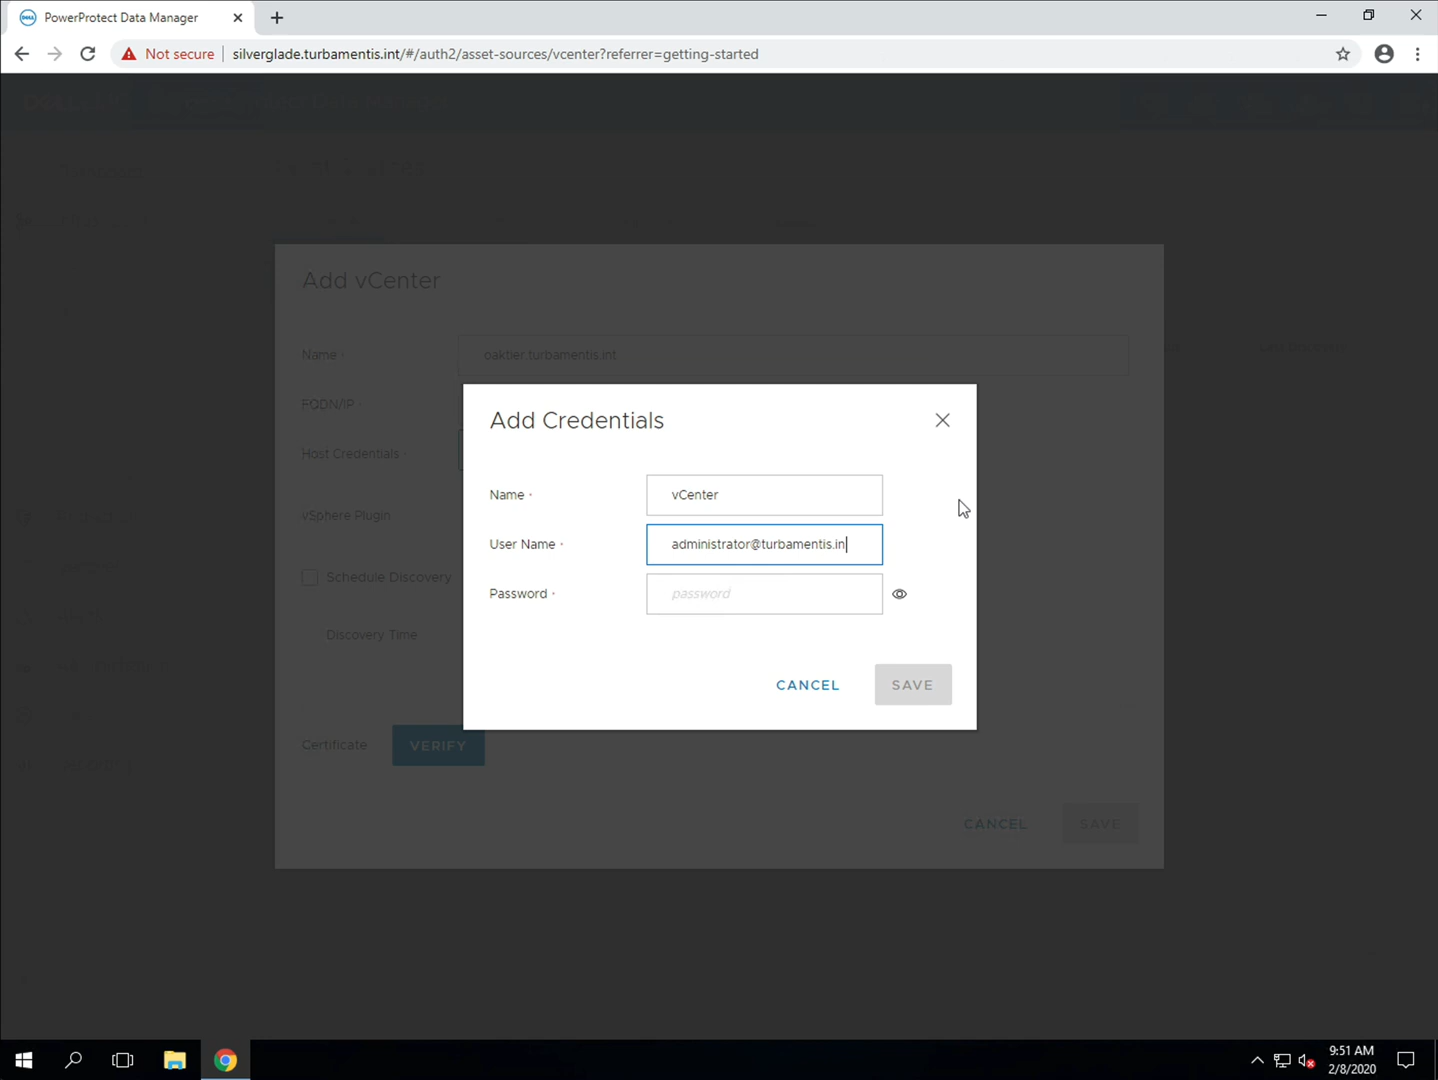 PowerProtect Data Manager
Not secure
silverglade.turbamentis.int/#/auth2/asset-sources/vcenter?referrer=getting-started
Add vCenter
Name
oaktier.turbamentis.int
FQDN/IP
Host Credentials
vSphere Plugin
Schedule Discovery
Discovery Time
Certificate
VERIFY
CANCEL
SAVE
Add Credentials
Name
vCenter
User Name
administrator@turbamentis.in
Password
password
CANCEL
SAVE
9:51 AM
2/8/2020